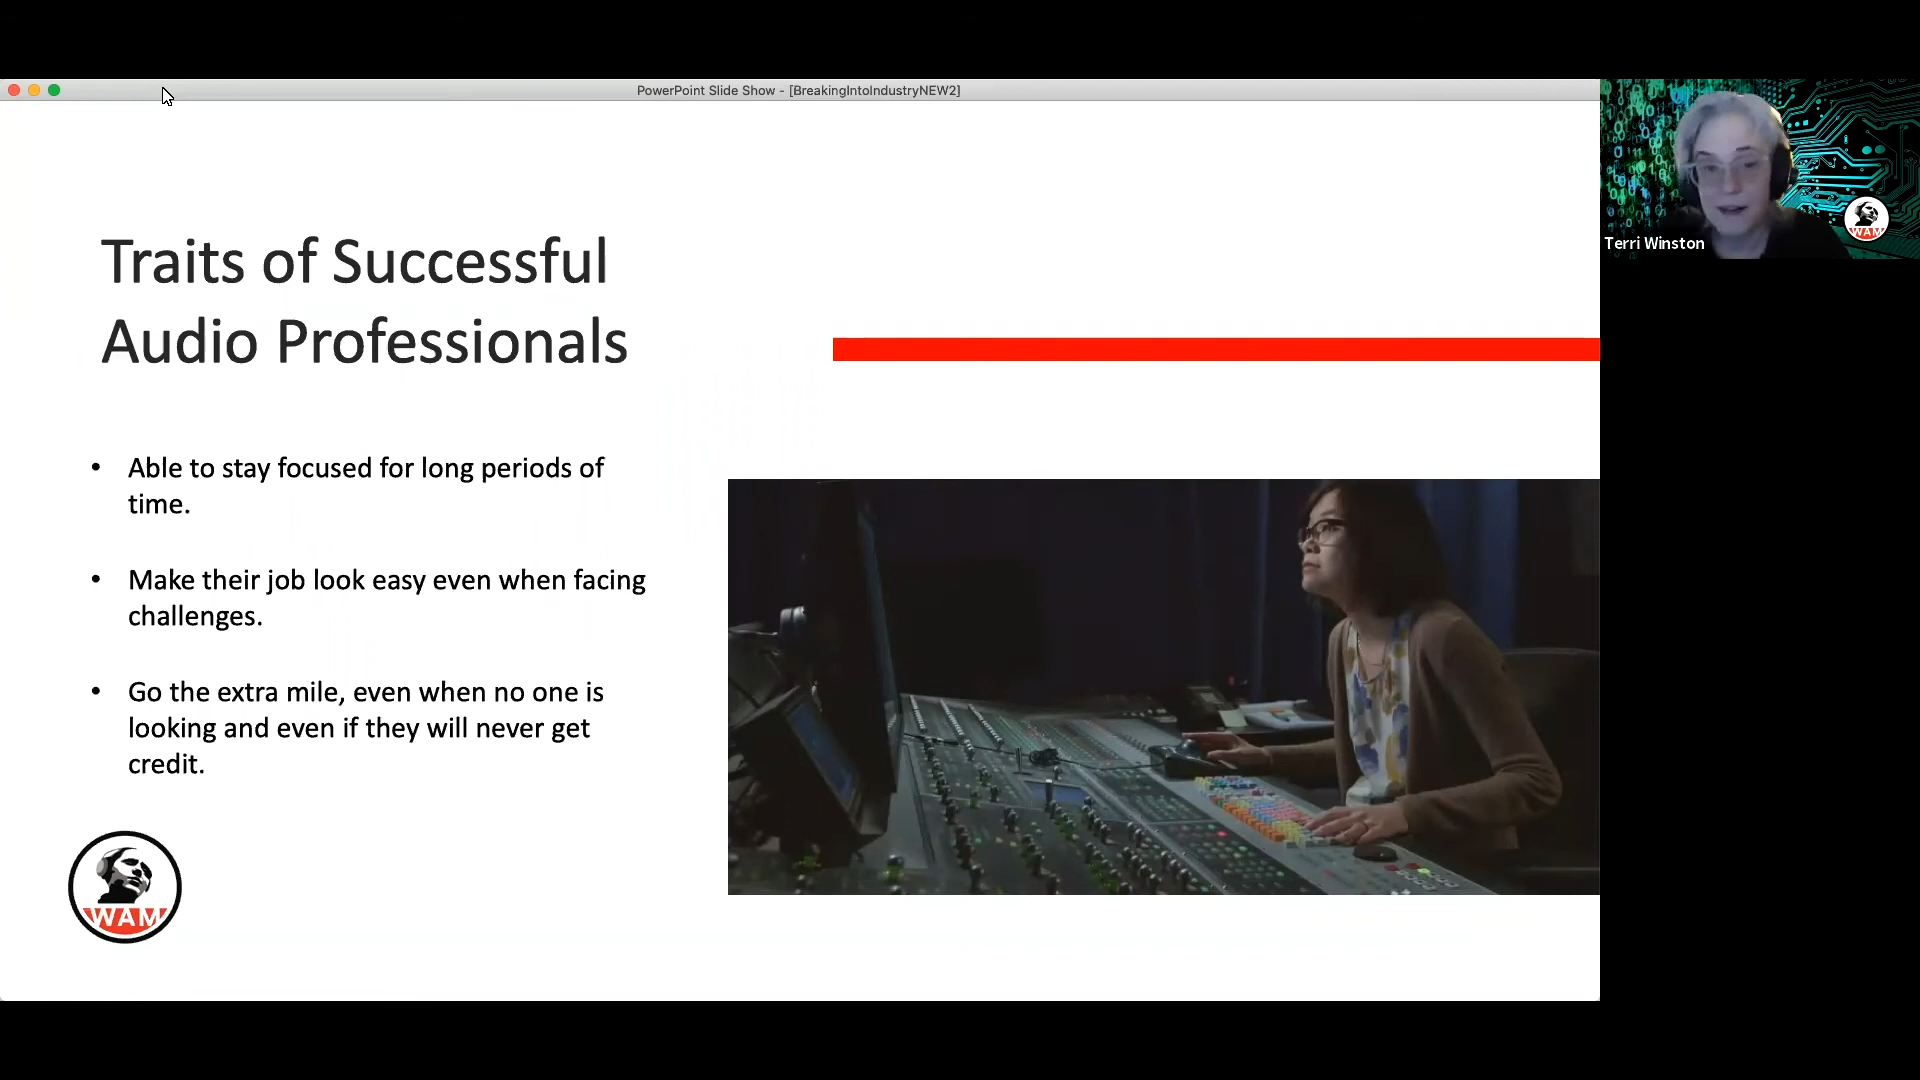 PowerPoint Slide Show - [BreakingIntoIndustryNEW2]
Traits of Successful
Audio Professionals
• Able to stay focused for long periods of
time.
• Make their job look easy even when facing
challenges.
• Go the extra mile, even when no one is
looking and even if they will never get
credit.
WAM
Terri Winston
WAM